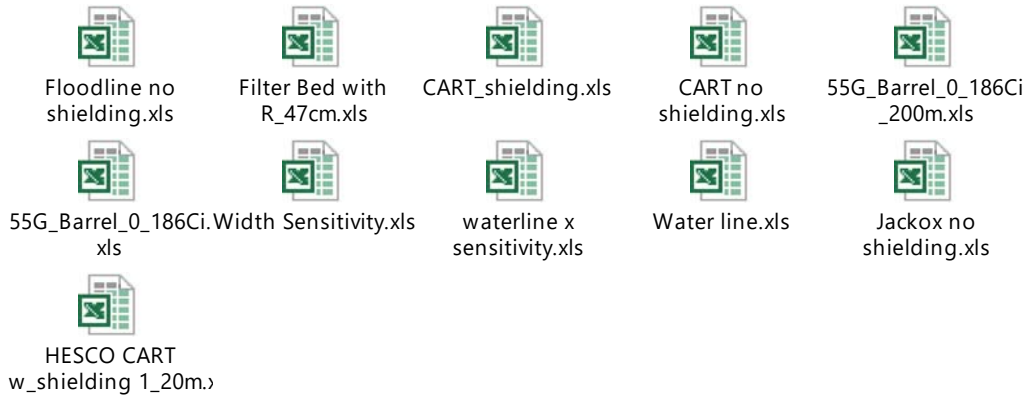 Floodline no
shielding.xls
Filter Bed with
R_47cm.xls
CART_shielding.xls
CART no
shielding.xls
55G_Barrel_0_186Ci
_200m.xls
55G_Barrel_0_186Ci.
xls
Width Sensitivity.xls
waterline x
sensitivity.xls
Water line.xls
Jackox no
shielding.xls
HESCO CART
w_shielding 1_20m.x